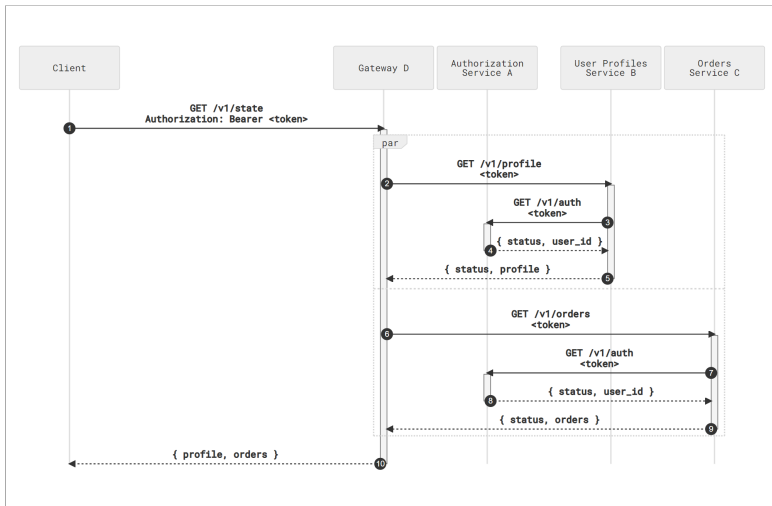 Client
Gateway D
Authorization
Service A
User Profiles
Service B
Orders
Service C
GET /v1/state
Authorization: Bearer <token>
1
par
GET /v1/profile
<token>
2
GET /v1/auth
<token>
3
{ status, user_id }
4
{ status, profile }
5
GET /v1/orders
<token>
6
GET /v1/auth
<token>
7
{ status, user_id }
8
{ status, orders }
9
{ profile, orders }
10